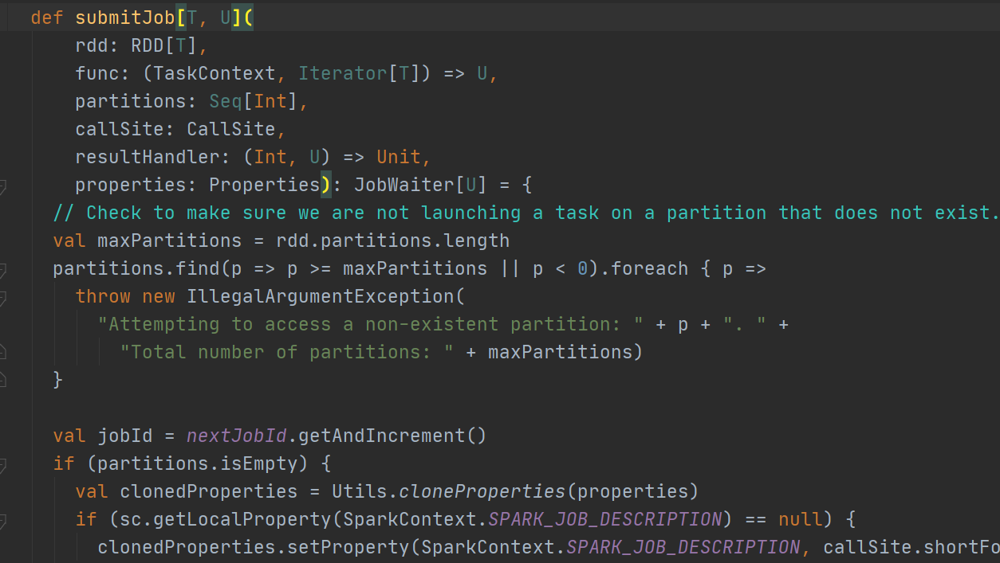 def submitJob[T, U](
    rdd: RDD[T],
    func: (TaskContext, Iterator[T]) => U,
    partitions: Seq[Int],
    callSite: CallSite,
    resultHandler: (Int, U) => Unit,
    properties: Properties): JobWaiter[U] = {
  // Check to make sure we are not launching a task on a partition that does not exist.
  val maxPartitions = rdd.partitions.length
  partitions.find(p => p >= maxPartitions || p < 0).foreach { p =>
    throw new IllegalArgumentException(
      "Attempting to access a non-existent partition: " + p + ". " +
        "Total number of partitions: " + maxPartitions)
  }

  val jobId = nextJobId.getAndIncrement()
  if (partitions.isEmpty) {
    val clonedProperties = Utils.cloneProperties(properties)
    if (sc.getLocalProperty(SparkContext.SPARK_JOB_DESCRIPTION) == null) {
      clonedProperties.setProperty(SparkContext.SPARK_JOB_DESCRIPTION, callSite.shortFo